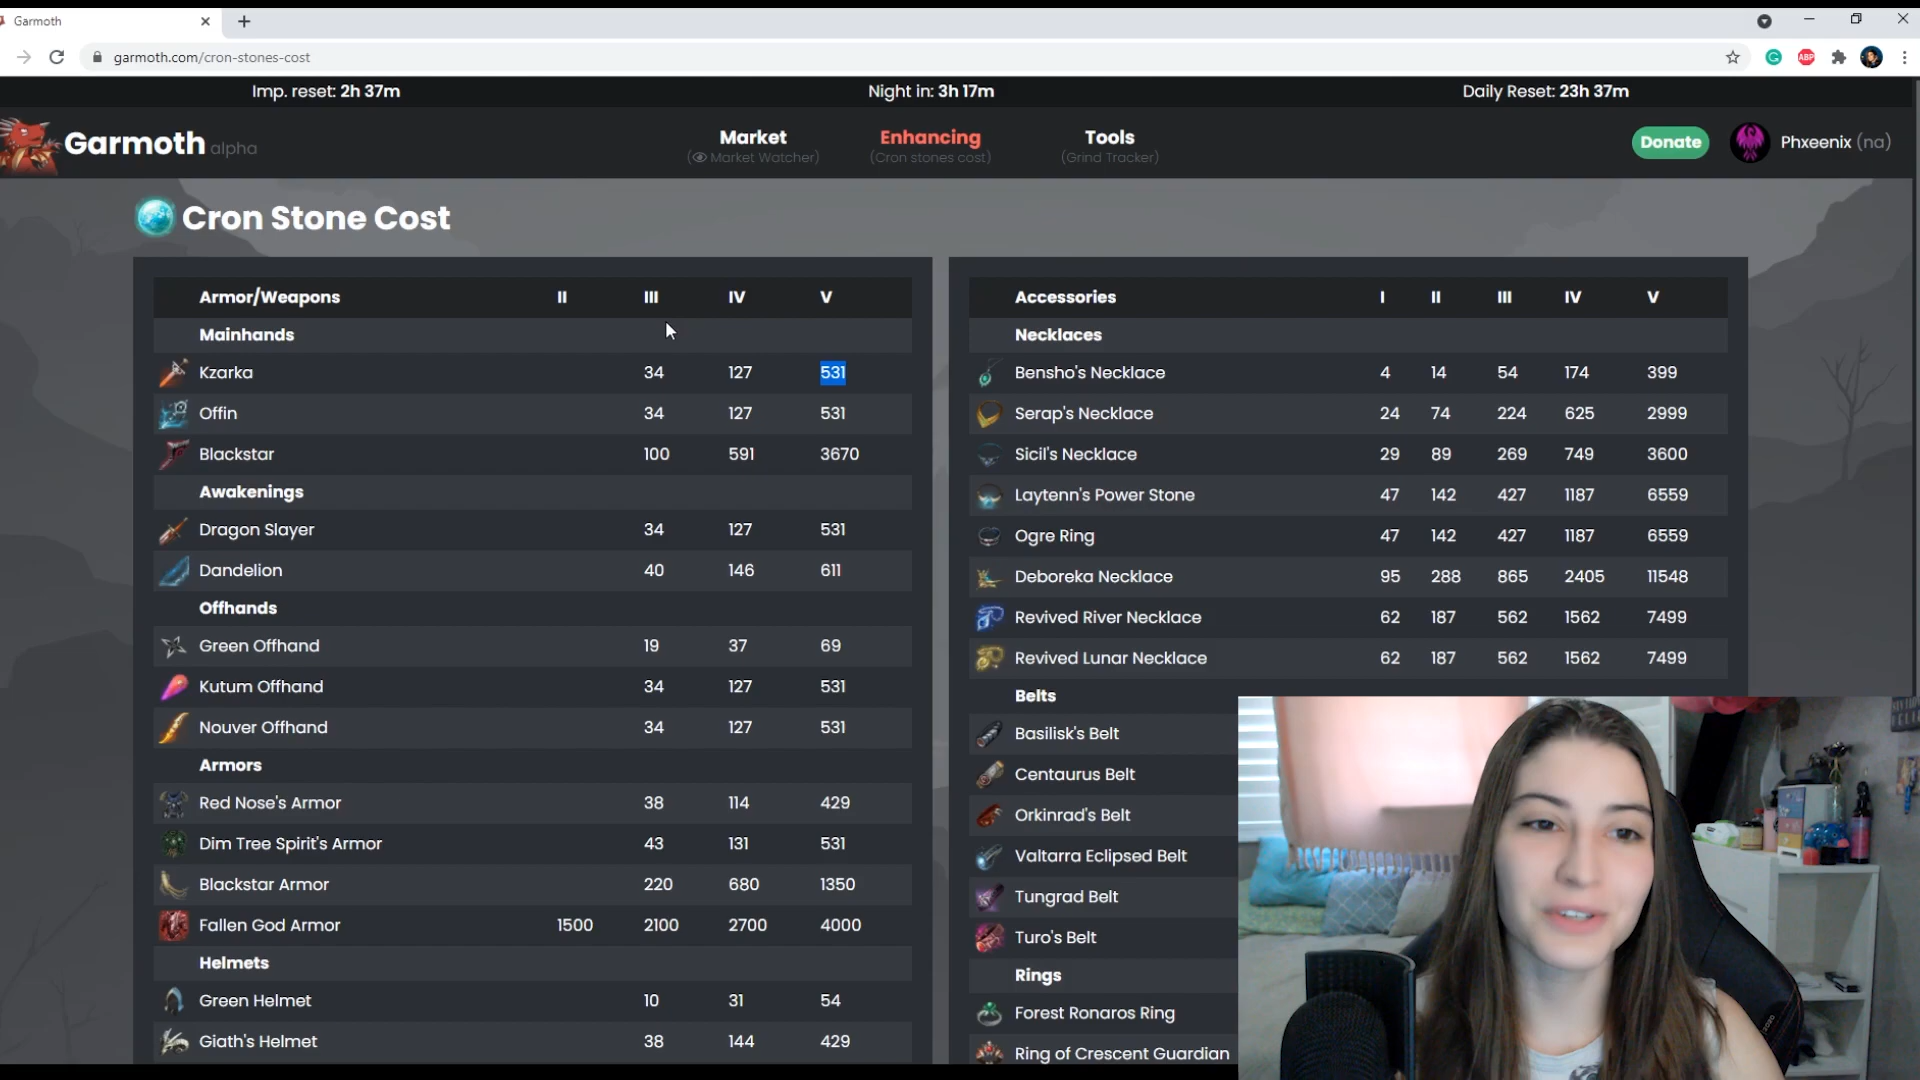 Garmoth
garmoth.com/cron-stones-cost
ABP
Imp. reset: 2h 37m
Night in: 3h 17m
Daily Reset: 23h 37m
Garmoth alpha
Market
(Market Watcher)
Enhancing
(Cron stones cost)
Tools
(Grind Tracker)
Donate
Phxeenix (na)
Cron Stone Cost
Armor/Weapons II III IV V
Mainhands
Kzarka 34 127 531
Offin 34 127 531
Blackstar 100 591 3670
Awakenings
Dragon Slayer 34 127 531
Dandelion 40 146 611
Offhands
Green Offhand 19 37 69
Kutum Offhand 34 127 531
Nouver Offhand 34 127 531
Armors
Red Nose's Armor 38 114 429
Dim Tree Spirit's Armor 43 131 531
Blackstar Armor 220 680 1350
Fallen God Armor 1500 2100 2700 4000
Helmets
Green Helmet 10 31 54
Giath's Helmet 38 144 429
Accessories I II III IV V
Necklaces
Bensho's Necklace 4 14 54 174 399
Serap's Necklace 24 74 224 625 2999
Sicil's Necklace 29 89 269 749 3600
Laytenn's Power Stone 47 142 427 1187 6559
Ogre Ring 47 142 427 1187 6559
Deboreka Necklace 95 288 865 2405 11548
Revived River Necklace 62 187 562 1562 7499
Revived Lunar Necklace 62 187 562 1562 7499
Belts
Basilisk's Belt
Centaurus Belt
Orkinrad's Belt
Valtarra Eclipsed Belt
Tungrad Belt
Turo's Belt
Rings
Forest Ronaros Ring
Ring of Crescent Guardian